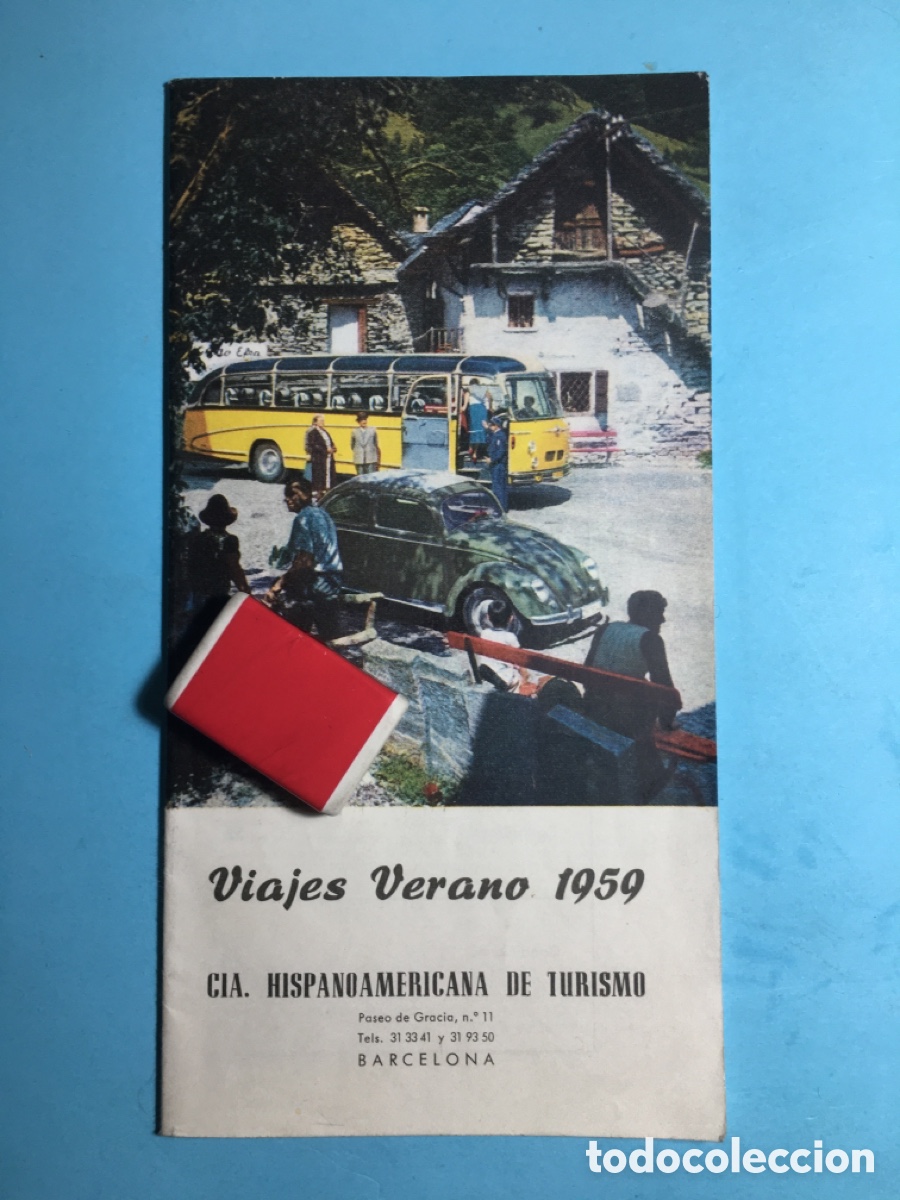 Viajes Verano 1959
CIA. HISPANOAMERICANA DE TURISMO
Paseo de Gracia, n.º 11
Tels. 31 33 41 y 31 93 50
BARCELONA
todocoleccion